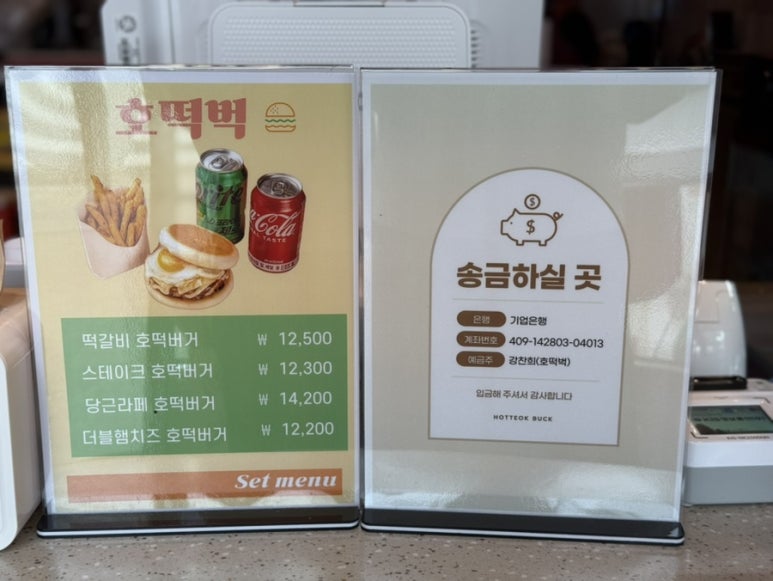 호떡벅
Coca-Cola
떡갈비 호떡버거 ₩ 12,500
스테이크 호떡버거 ₩ 12,300
당근라페 호떡버거 ₩ 14,200
더블햄치즈 호떡버거 ₩ 12,200
Set menu
송금하실 곳
은행 기업은행
계좌번호 409-142803-04013
예금주 강찬희(호떡벅)
입금해 주셔서 감사합니다
HOTTEOK BUCK